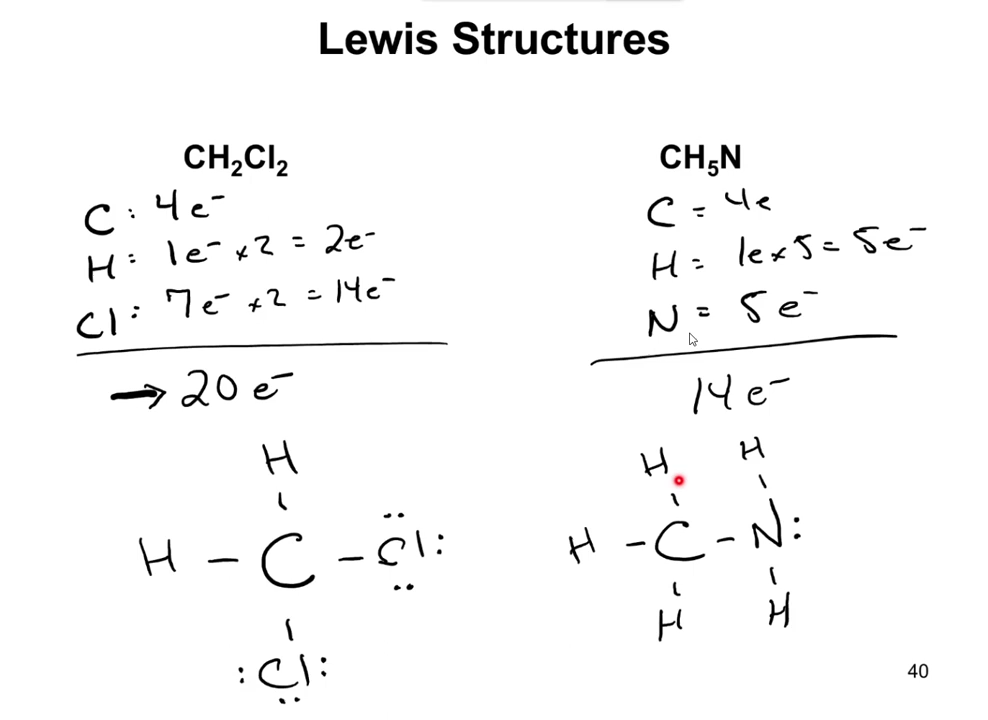 Lewis Structures
CH₂Cl₂
C: 4e⁻
H: 1e⁻ ×2 = 2e⁻
Cl: 7e⁻ ×2 = 14e⁻
→ 20 e⁻
H
H – C – Cl:
:Cl:
CH₅N
C = 4e
H = 1e×5 = 5e⁻
N = 5e⁻
14e⁻
H H
H – C – N:
H H
40